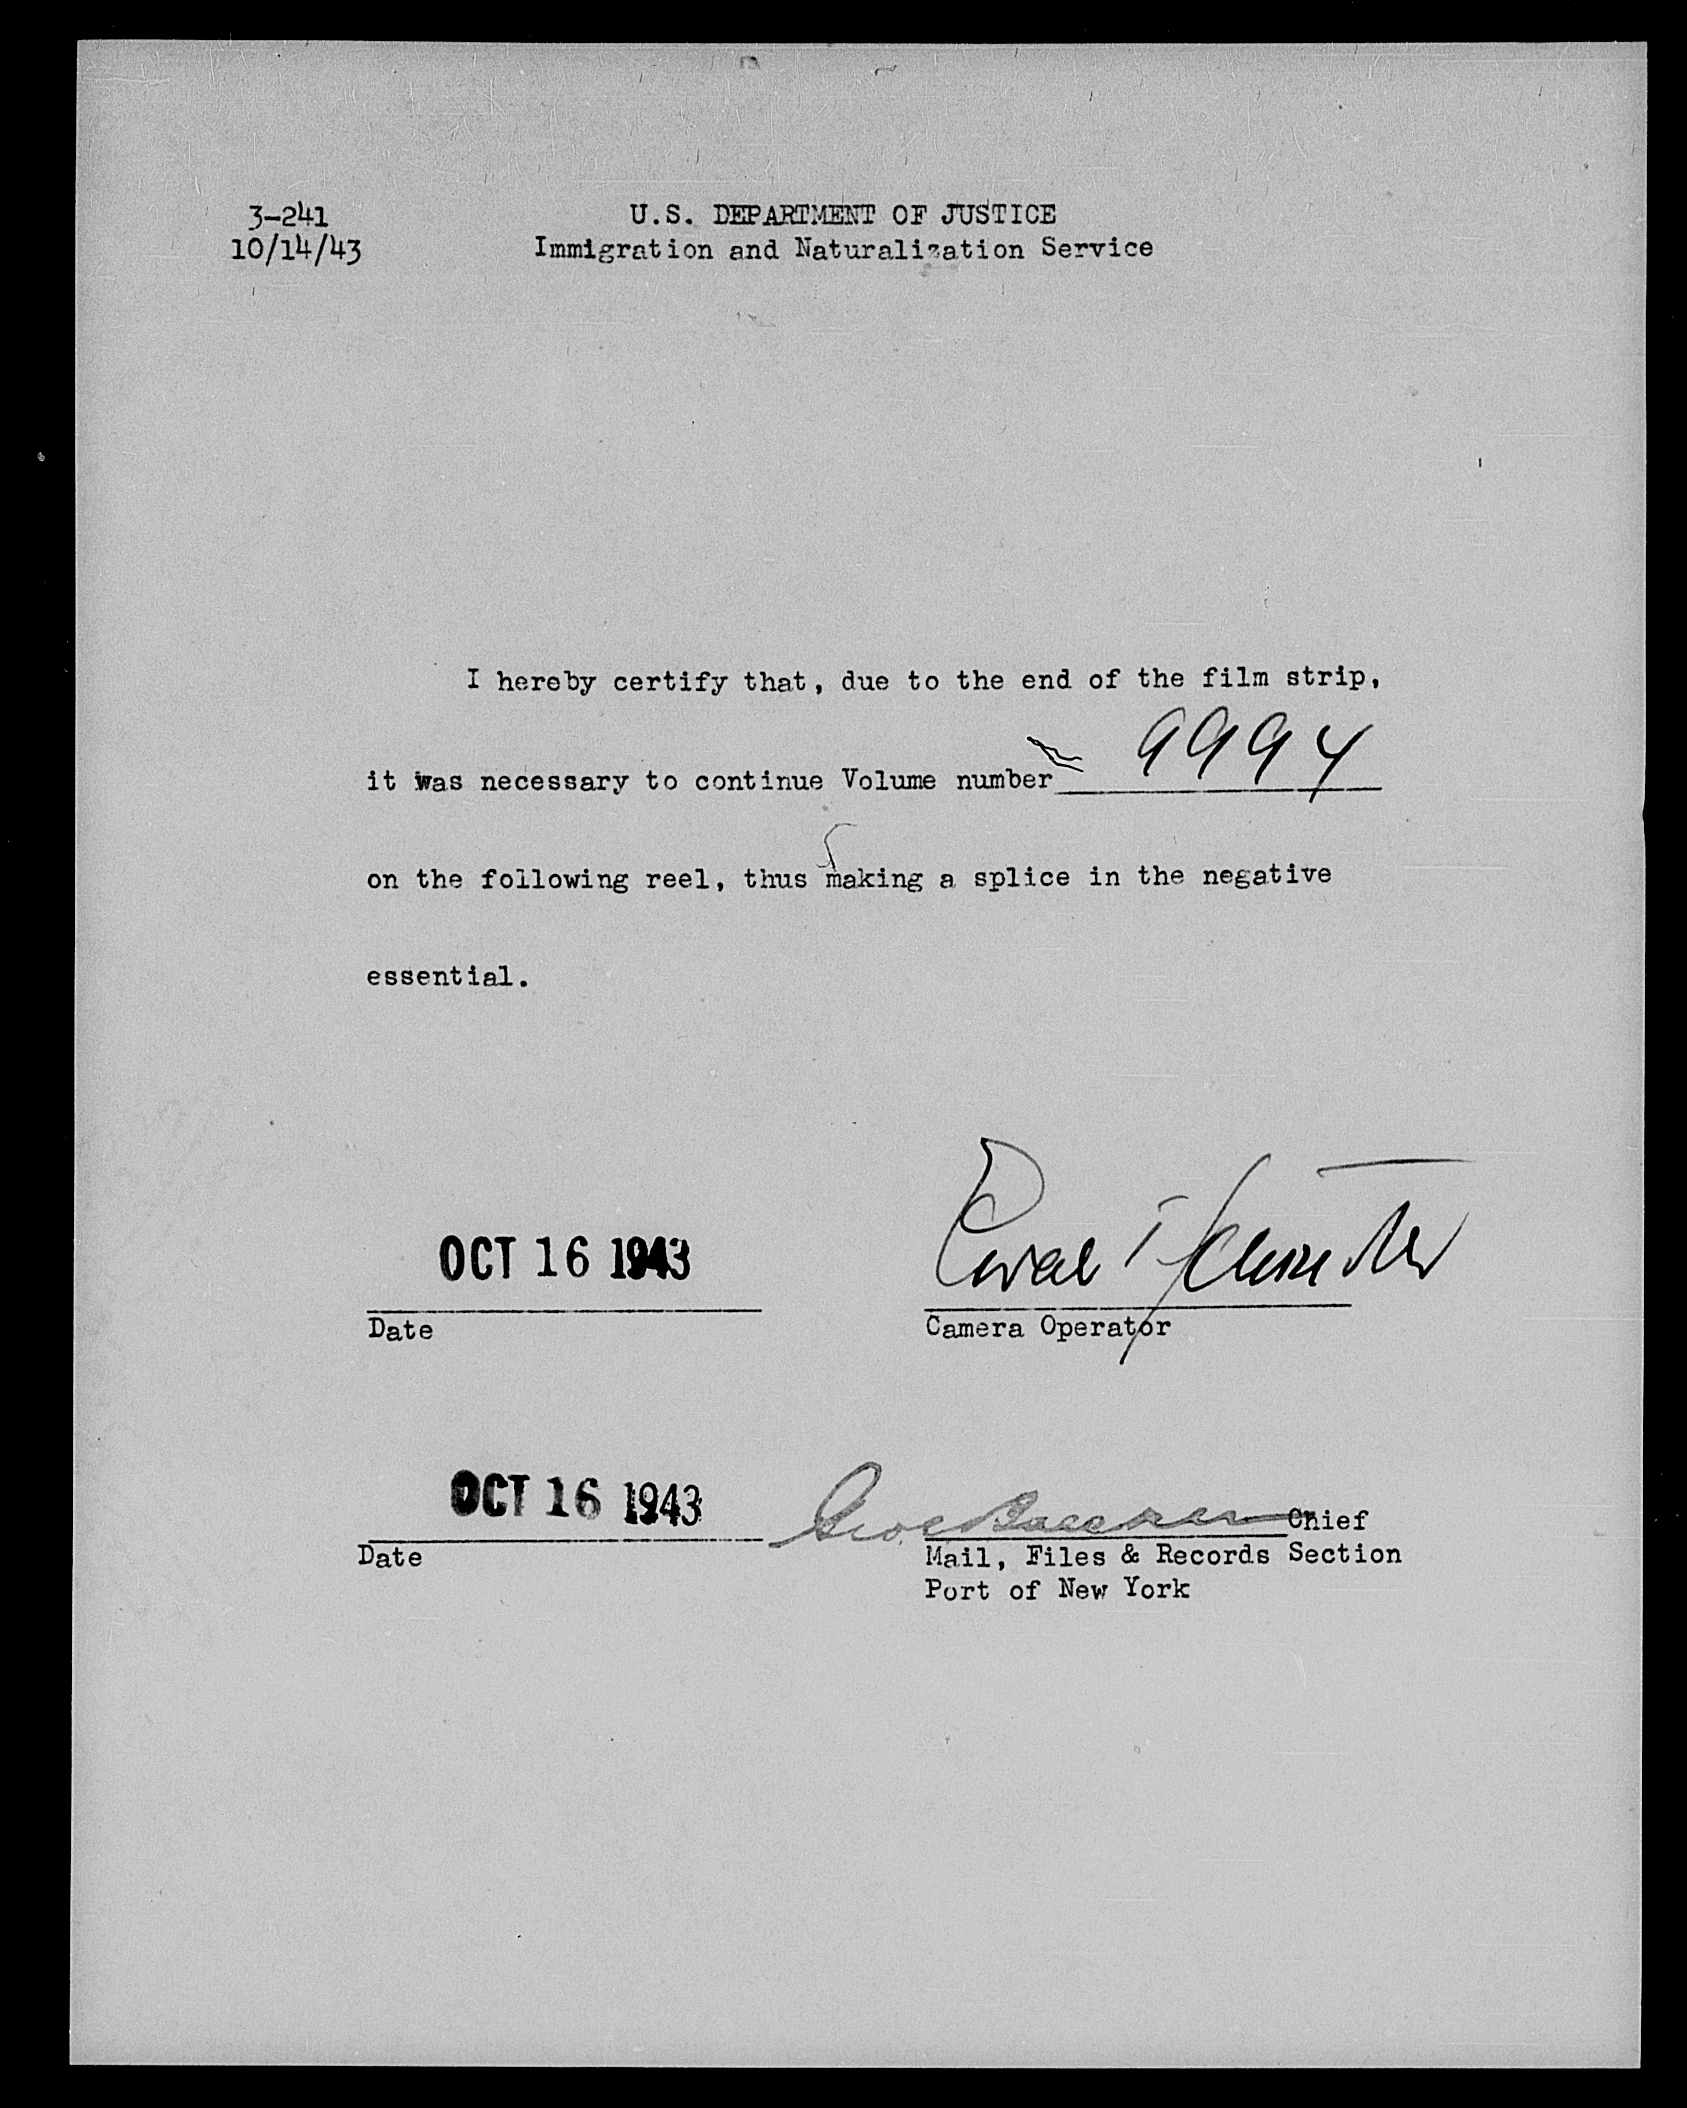 3-241
10/14/43
U.S. DEPARTMENT OF JUSTICE
Immigration and Naturalization Service
I hereby certify that, due to the end of the film strip,
it was necessary to continue Volume number 9994
on the following reel, thus making a splice in the negative
essential.
OCT 16 1943
Date
Camera Operator
OCT 16 1943
Date
Geo. Chief
Mail, Files & Records Section
Port of New York